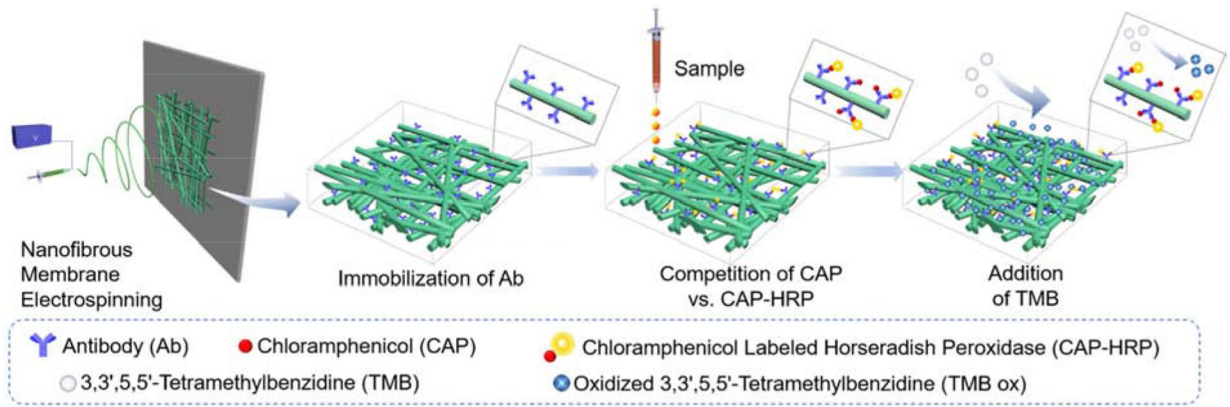 Sample
Nanofibrous
Membrane
Electrospinning
Immobilization of Ab
Competition of CAP
vs. CAP-HRP
Addition
of TMB
Antibody (Ab)
Chloramphenicol (CAP)
Chloramphenicol Labeled Horseradish Peroxidase (CAP-HRP)
3,3',5,5'-Tetramethylbenzidine (TMB)
Oxidized 3,3',5,5'-Tetramethylbenzidine (TMB ox)